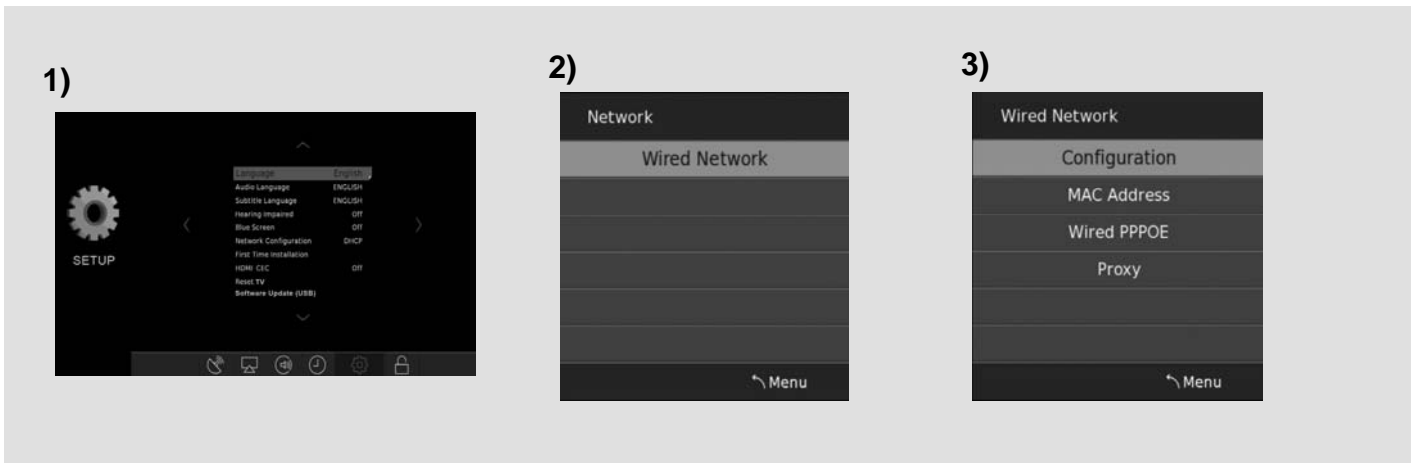 1)
SETUP
Language English
Audio Language ENGLISH
Subtitle Language ENGLISH
Hearing Impaired Off
Blue Screen Off
Network Configuration DHCP
First Time Installation
HDMI CEC Off
Reset TV
Software Update (USB)
2)
Network
Wired Network
Menu
3)
Wired Network
Configuration
MAC Address
Wired PPPOE
Proxy
Menu